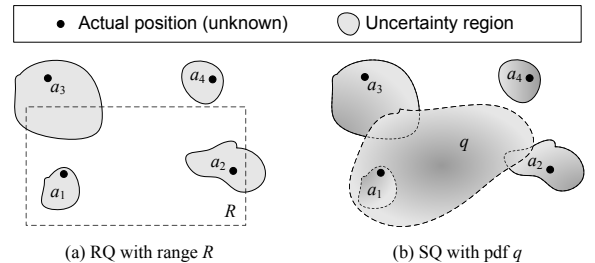 Actual position (unknown) Uncertainty region
a3 a4 a1 a2 R
a3 a4 q a2 a1
(a) RQ with range R (b) SQ with pdf q